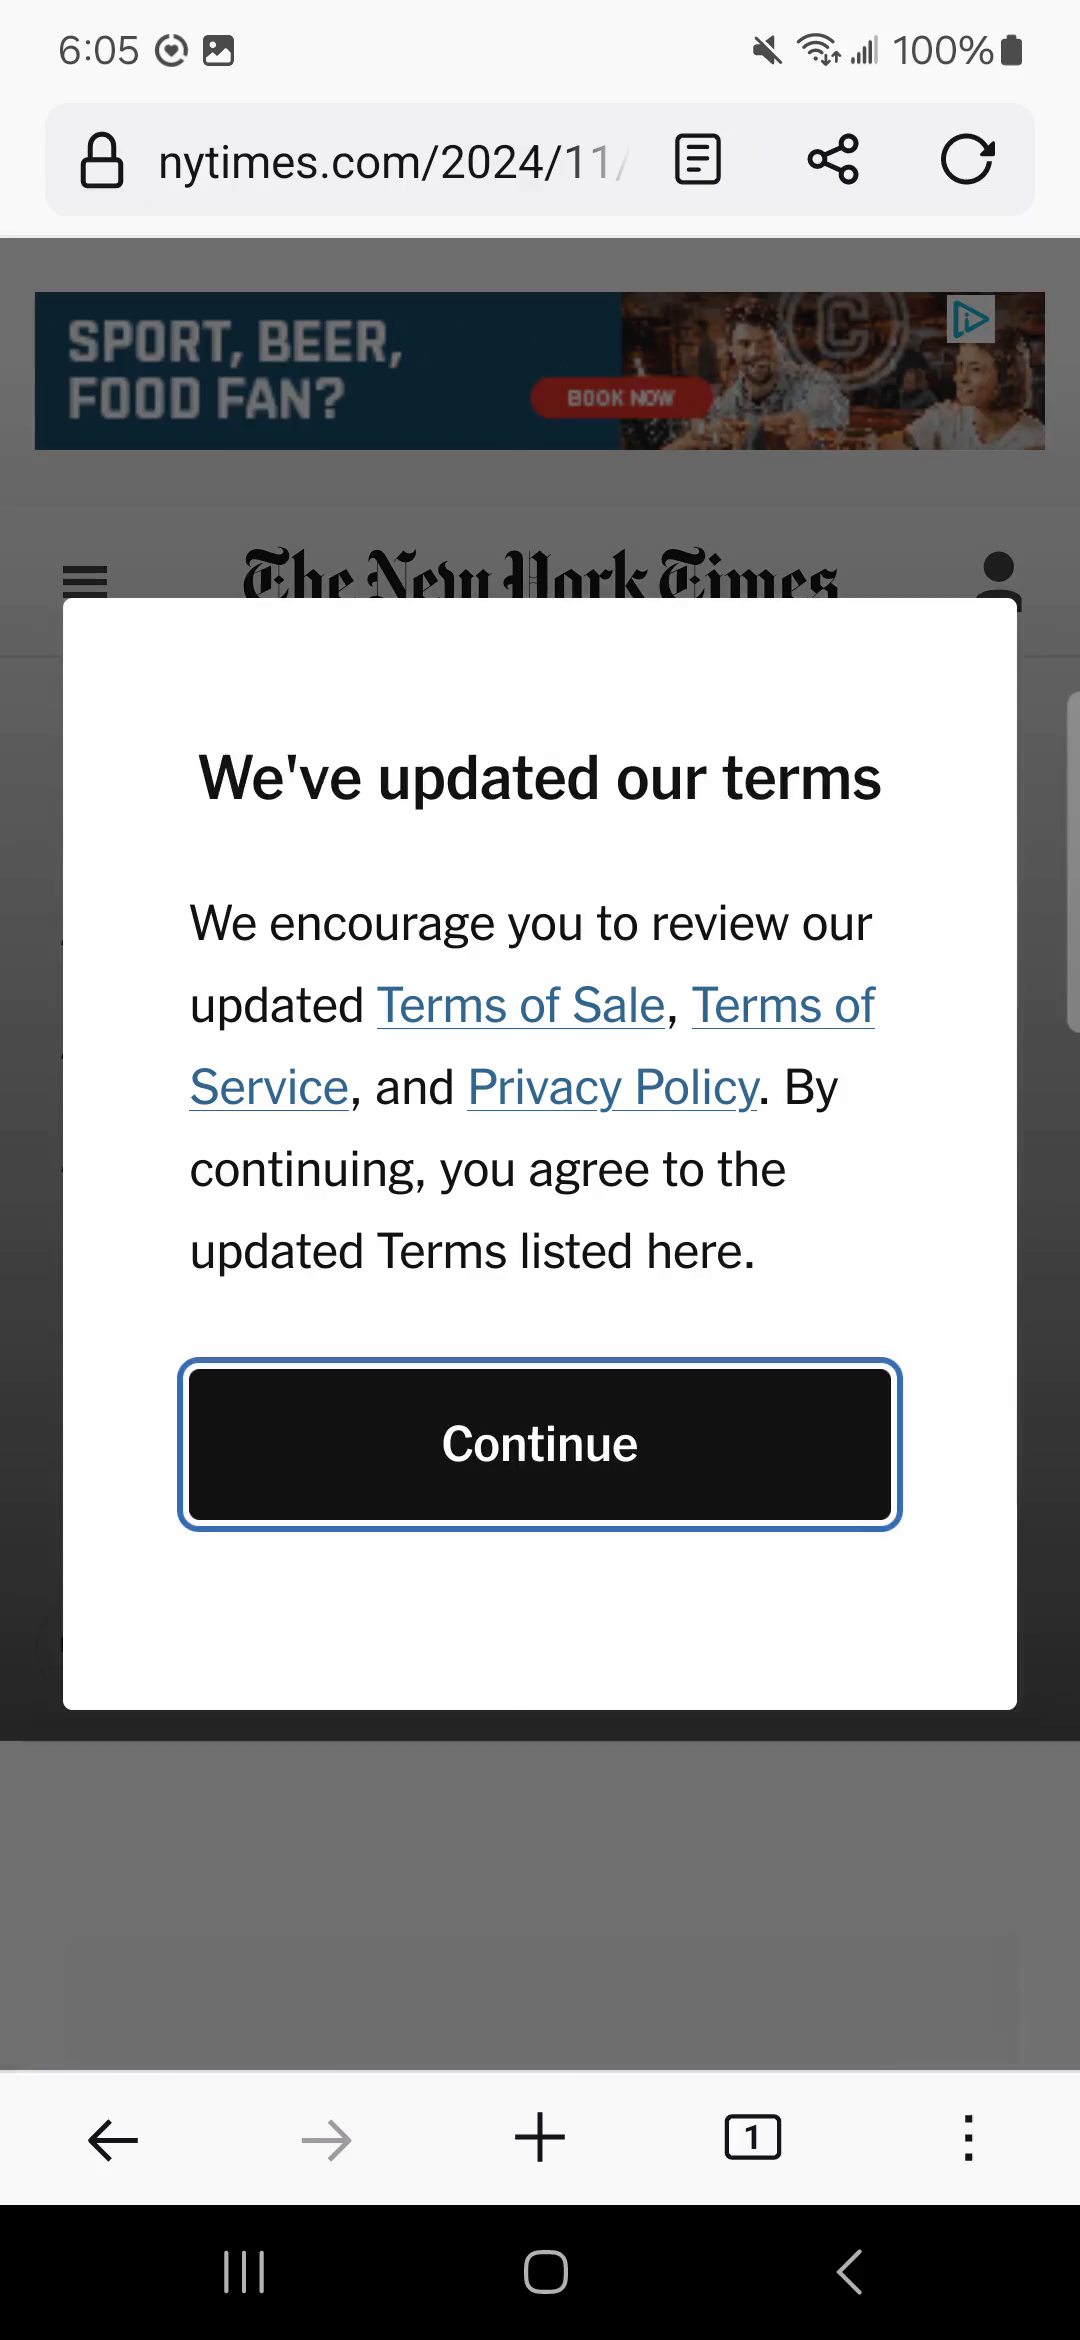 6:05
100%
nytimes.com/2024/11/
SPORT, BEER,
FOOD FAN?
BOOK NOW
The New York Times
We've updated our terms
We encourage you to review our
updated Terms of Sale, Terms of
Service, and Privacy Policy. By
continuing, you agree to the
updated Terms listed here.
Continue
1